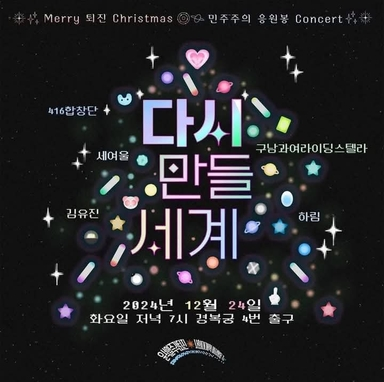 Merry 퇴진 Christmas 민주주의 응원봉 Concert
다시
416합창단
구남과여라이딩스텔라
세여울
만들
김유진
하림
세계
2024년 12월 24일
화요일 저녁 7시 경복궁 4번 출구